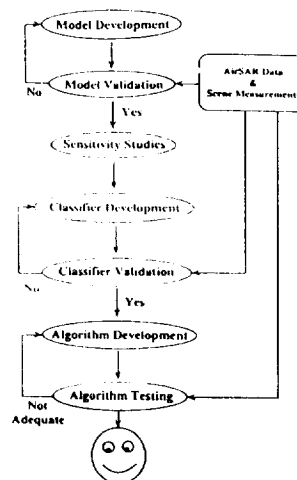 Model Development
AirSAR Data
&
Scene Measurement
Model Validation
No
Yes
Sensitivity Studies
Classifier Development
Classifier Validation
No
Yes
Algorithm Development
Algorithm Testing
Not
Adequate